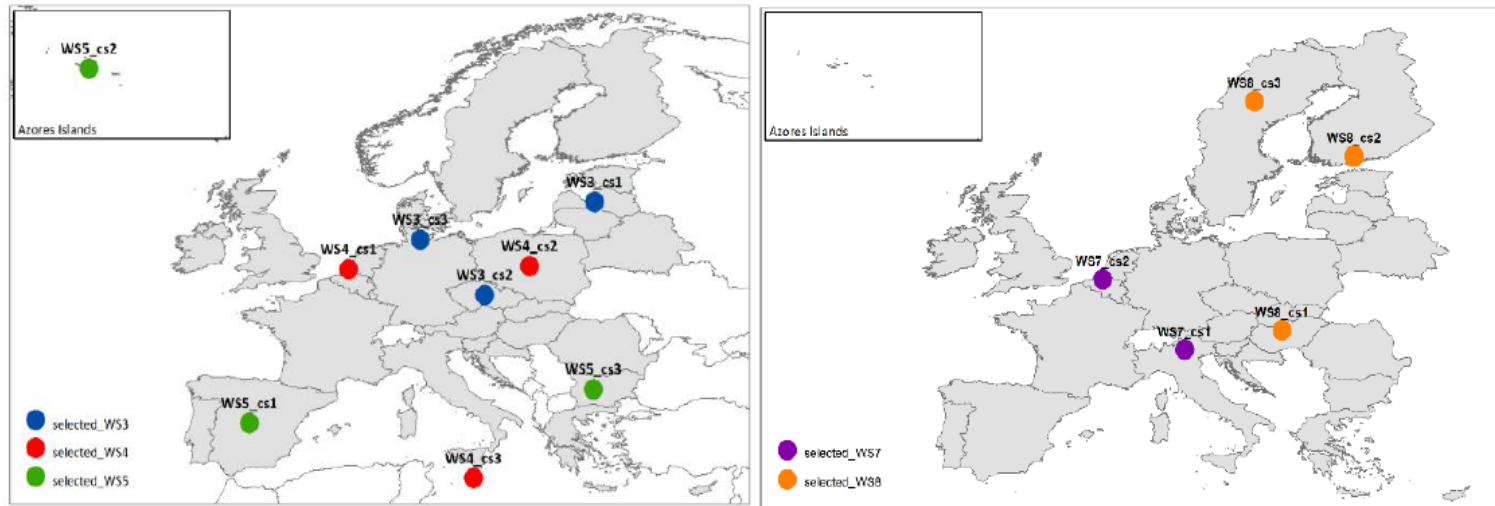 WS5_cs2
Azores Islands
WS3_cs1
WS3_cs3
WS4_cs1
WS4_cs2
WS3_cs2
WS5_cs3
WS5_cs1
WS4_cs3
selected_WS3
selected_WS4
selected_WS5
Azores Islands
WS8_cs3
WS8_cs2
WS7_cs2
WS8_cs1
WS7_cs1
selected_WS7
selected_WS8